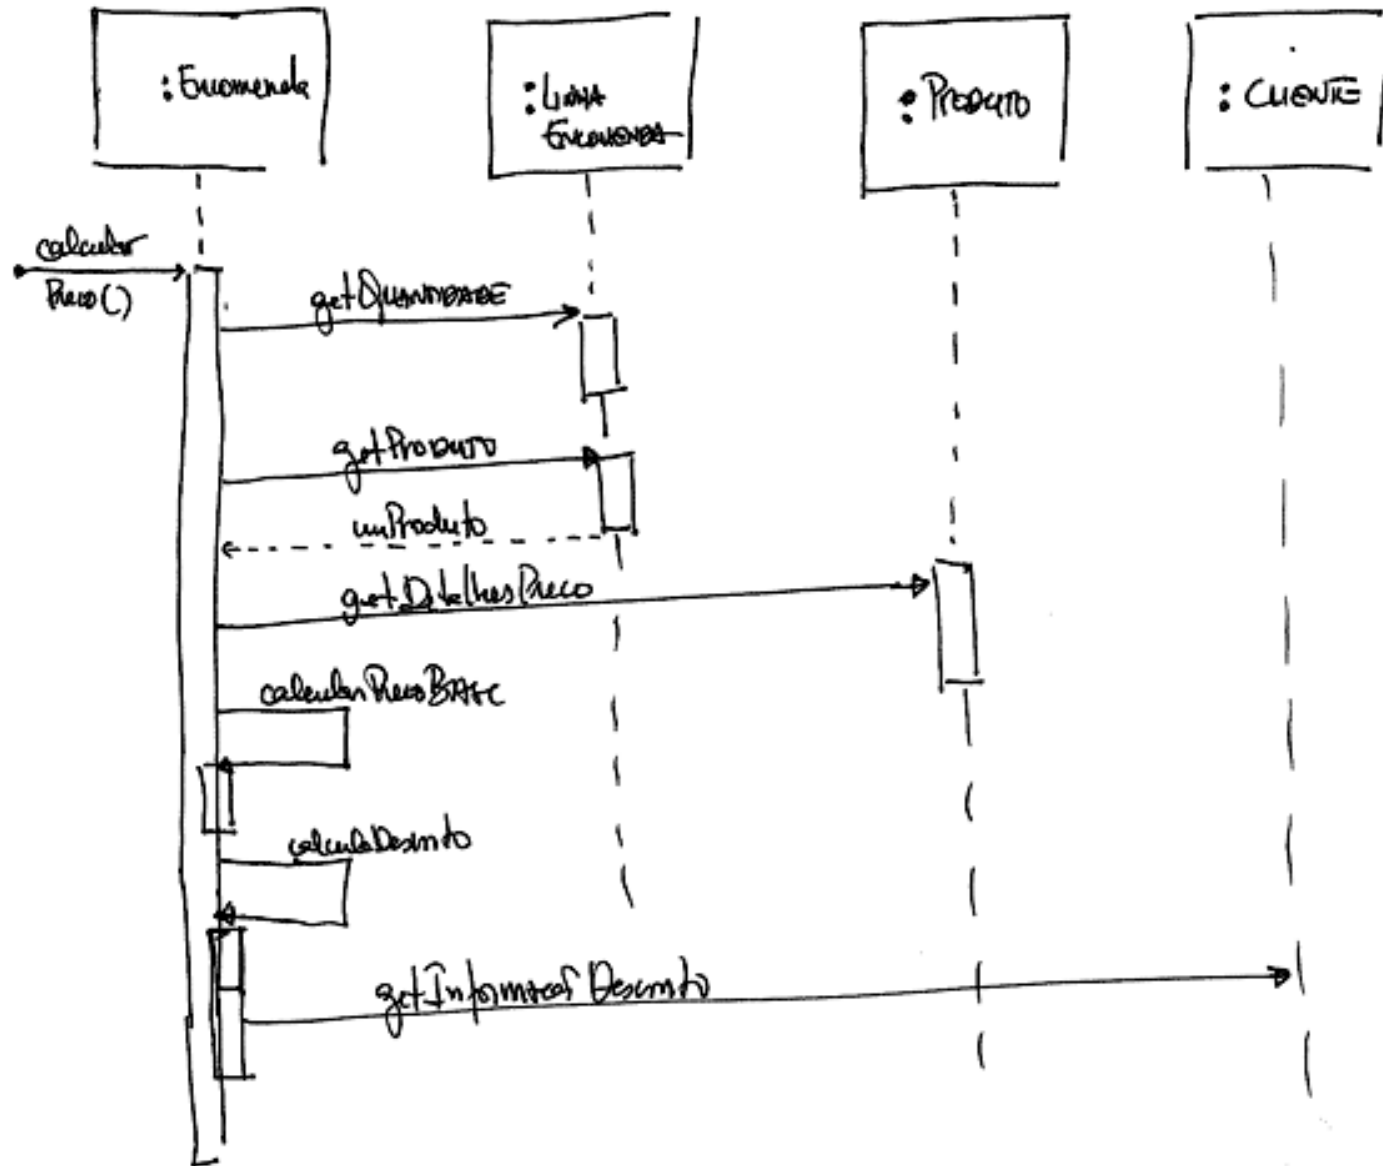 : Encomenda
: LINHA
ENCOMENDA
: PRODUTO
: CLIENTE
calcular
Preco()
getQUANTIDADE
getPRODUTO
umProduto
getDetalhesPreco
calcularPrecoBASE
calculaDesconto
getInformacaoDesconto